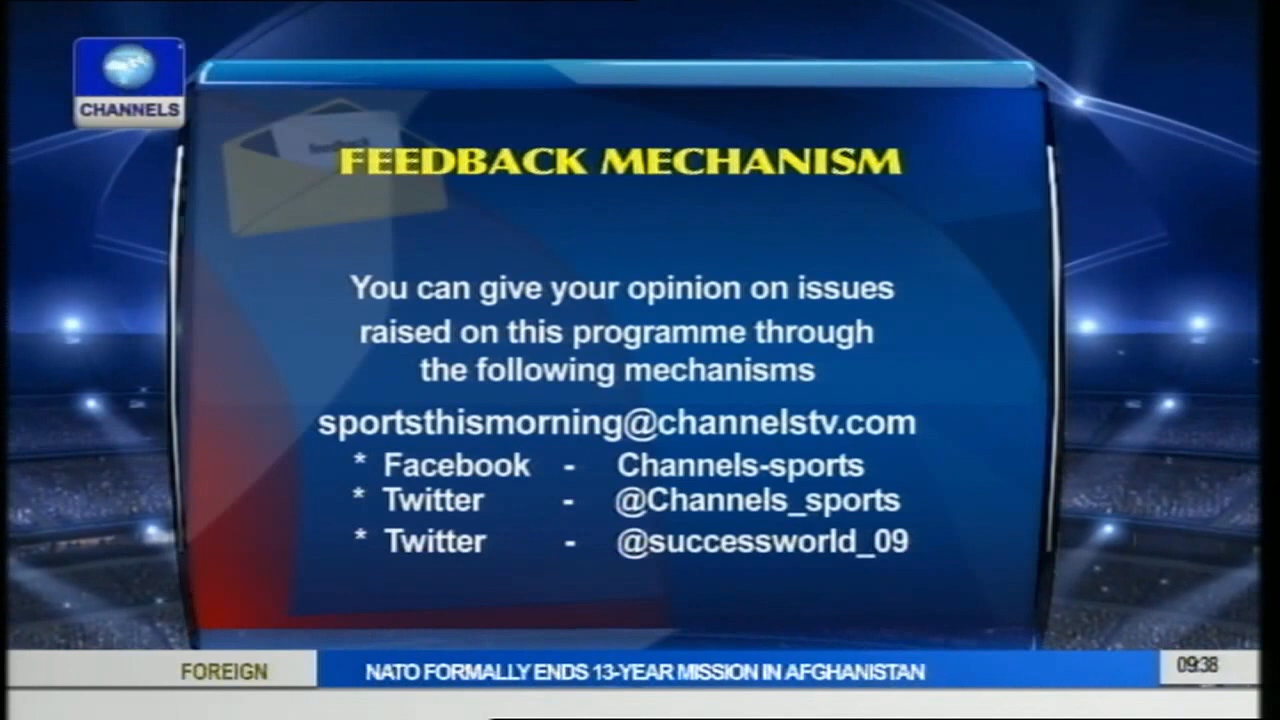 CHANNELS
FEEDBACK MECHANISM
You can give your opinion on issues
raised on this programme through
the following mechanisms
sportsthismorning@channelstv.com
* Facebook - Channels-sports
* Twitter - @Channels_sports
* Twitter - @successworld_09
FOREIGN NATO FORMALLY ENDS 13-YEAR MISSION IN AFGHANISTAN 09:38